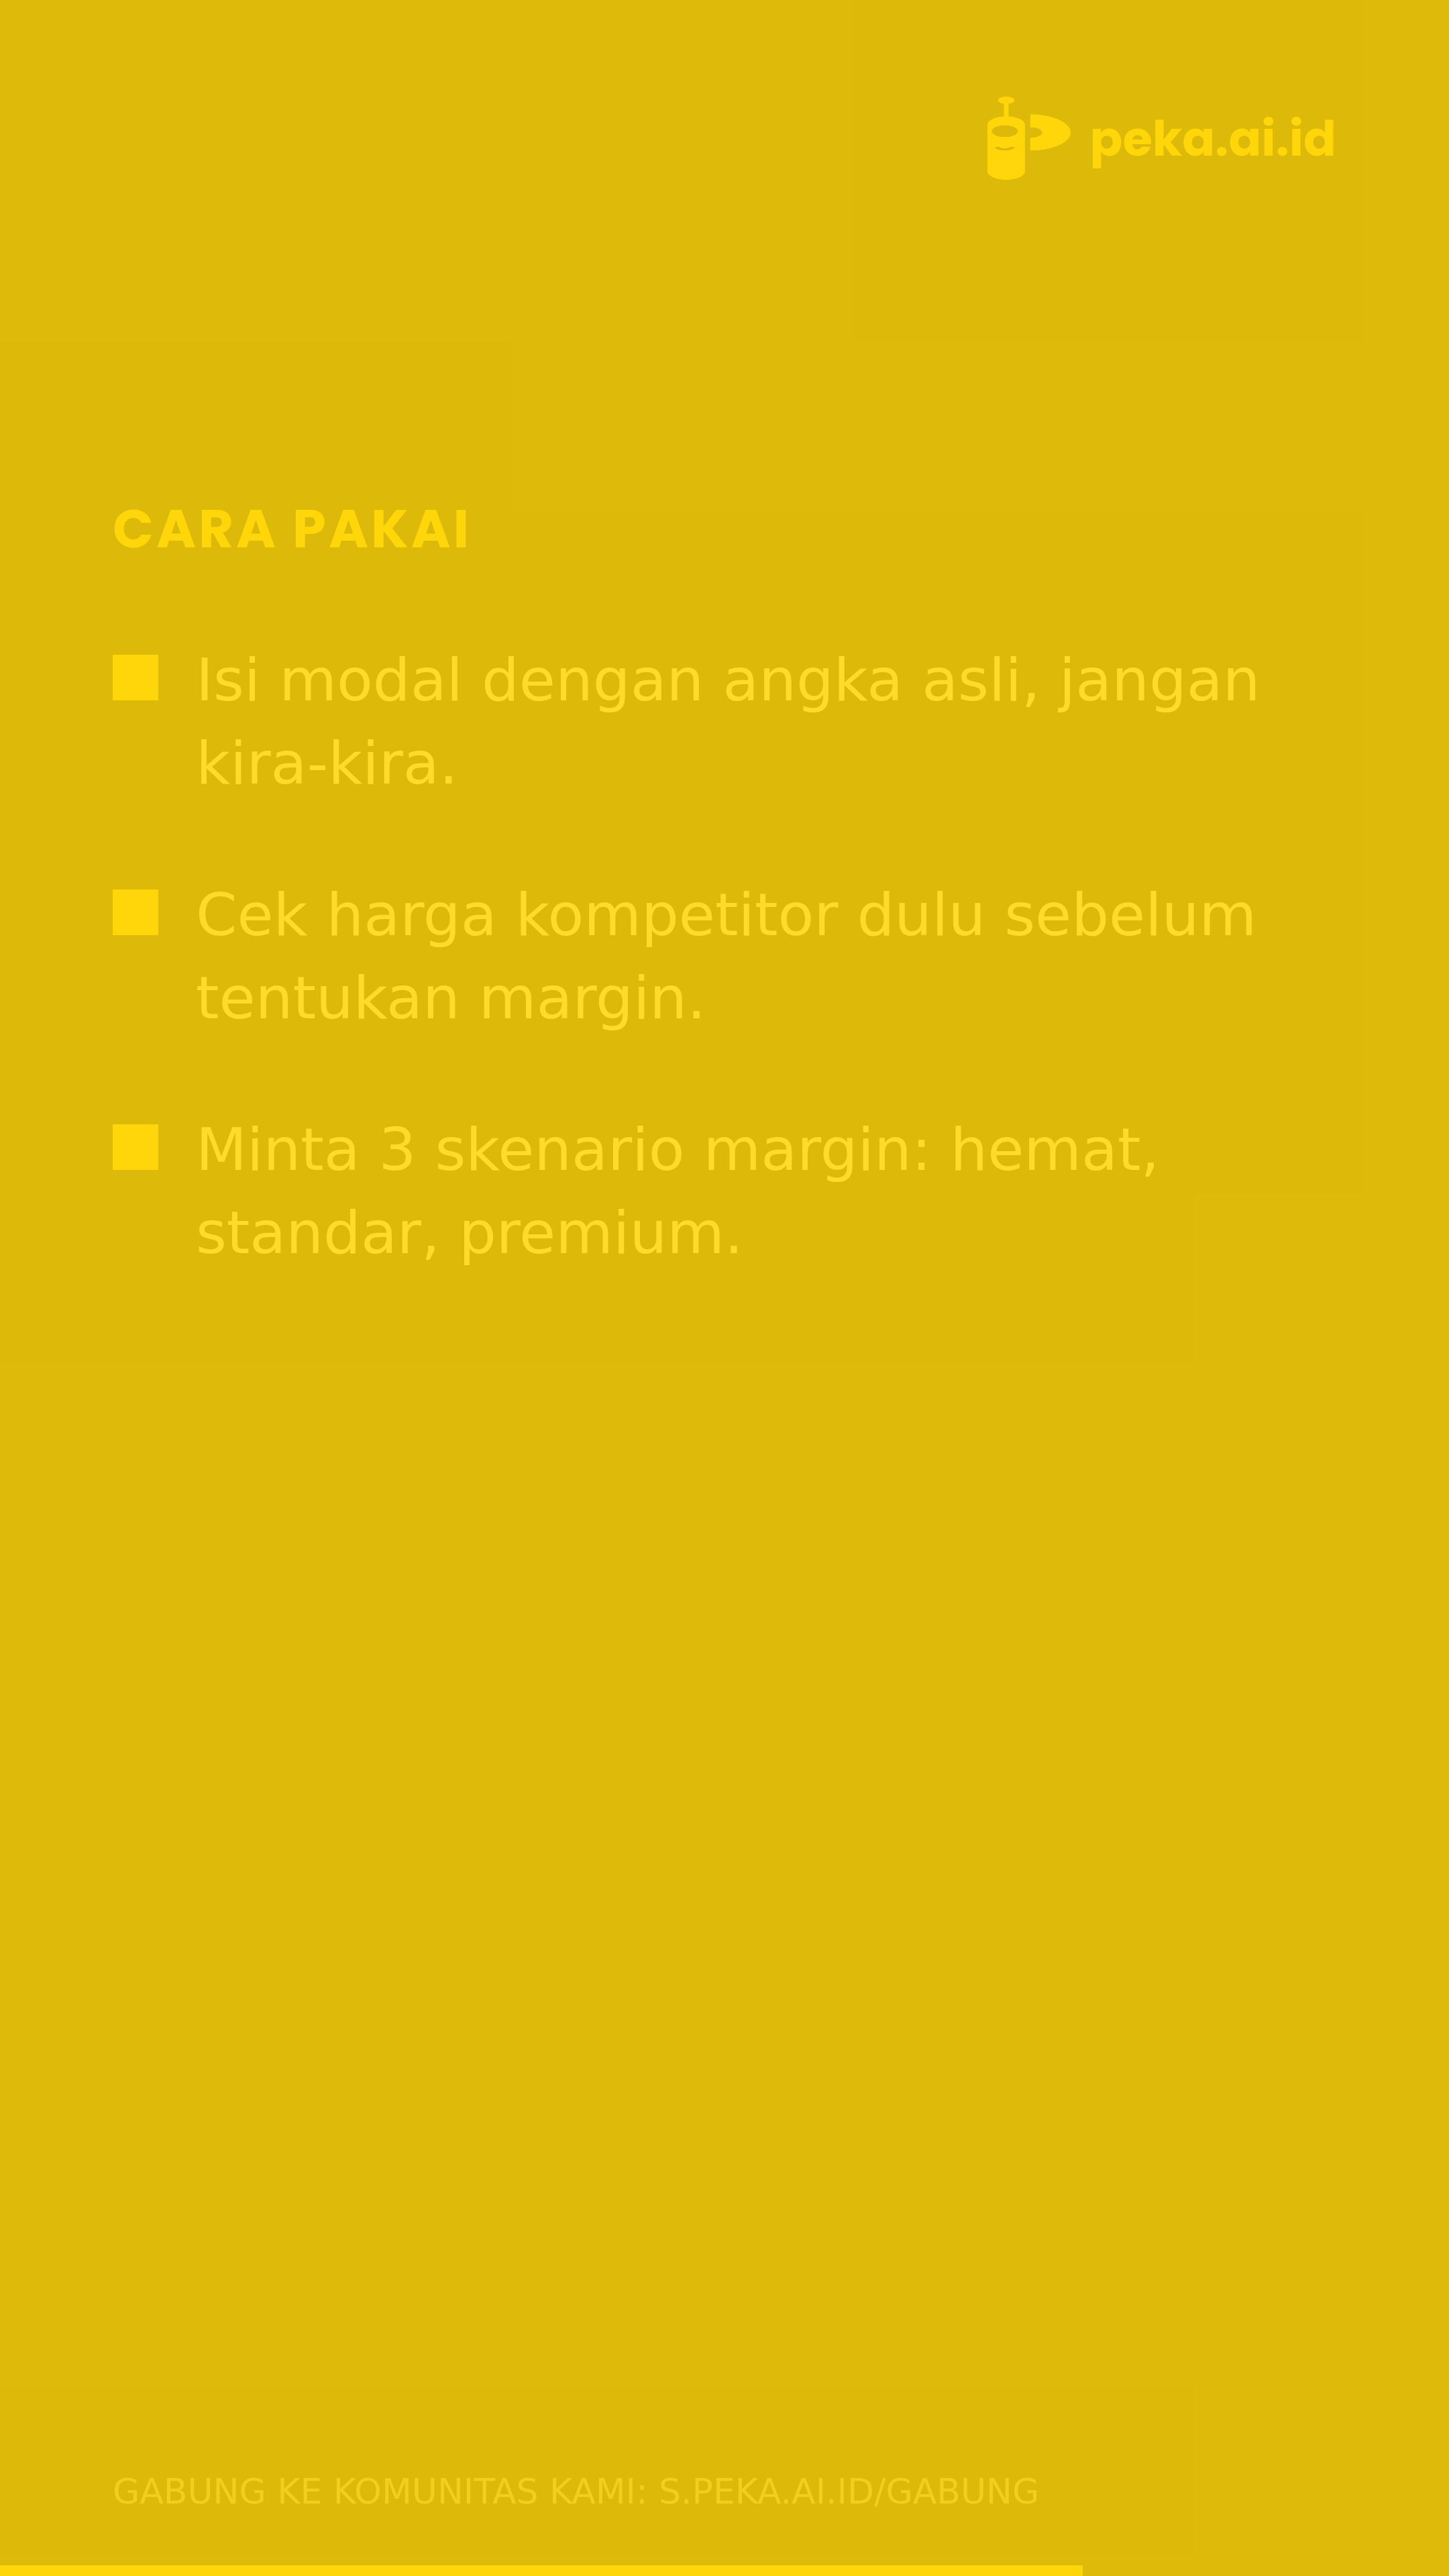 peka.ai.id
CARA PAKAI
Isi modal dengan angka asli, jangan
kira-kira.
Cek harga kompetitor dulu sebelum
tentukan margin.
Minta 3 skenario margin: hemat,
standar, premium.
GABUNG KE KOMUNITAS KAMI: S.PEKA.AI.ID/GABUNG